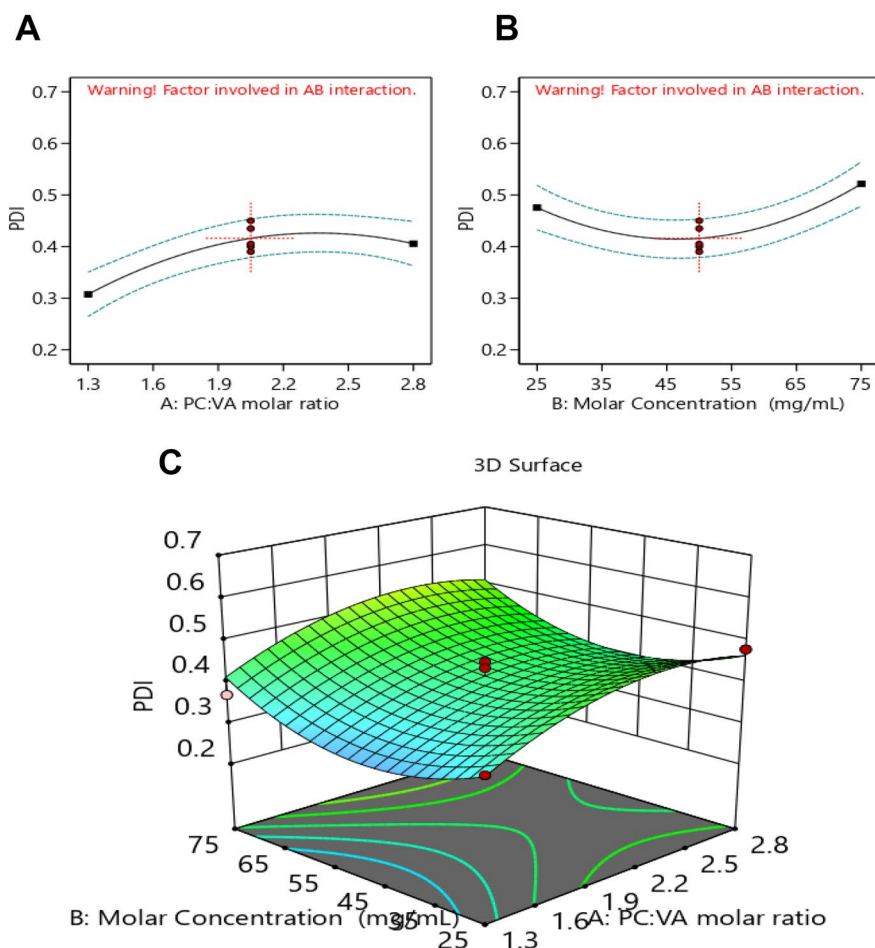 A
B
Warning! Factor involved in AB interaction.
Warning! Factor involved in AB interaction.
0.7
0.6
0.5
0.4
0.3
0.2
PDI
1.3 1.6 1.9 2.2 2.5 2.8
A: PC:VA molar ratio
0.7
0.6
0.5
0.4
0.3
0.2
PDI
25 35 45 55 65 75
B: Molar Concentration (mg/mL)
C
3D Surface
0.7
0.6
0.5
0.4
0.3
0.2
PDI
75 65 55 45 35 25
B: Molar Concentration (mg/mL)
1.3 1.6 1.9 2.2 2.5 2.8
A: PC:VA molar ratio